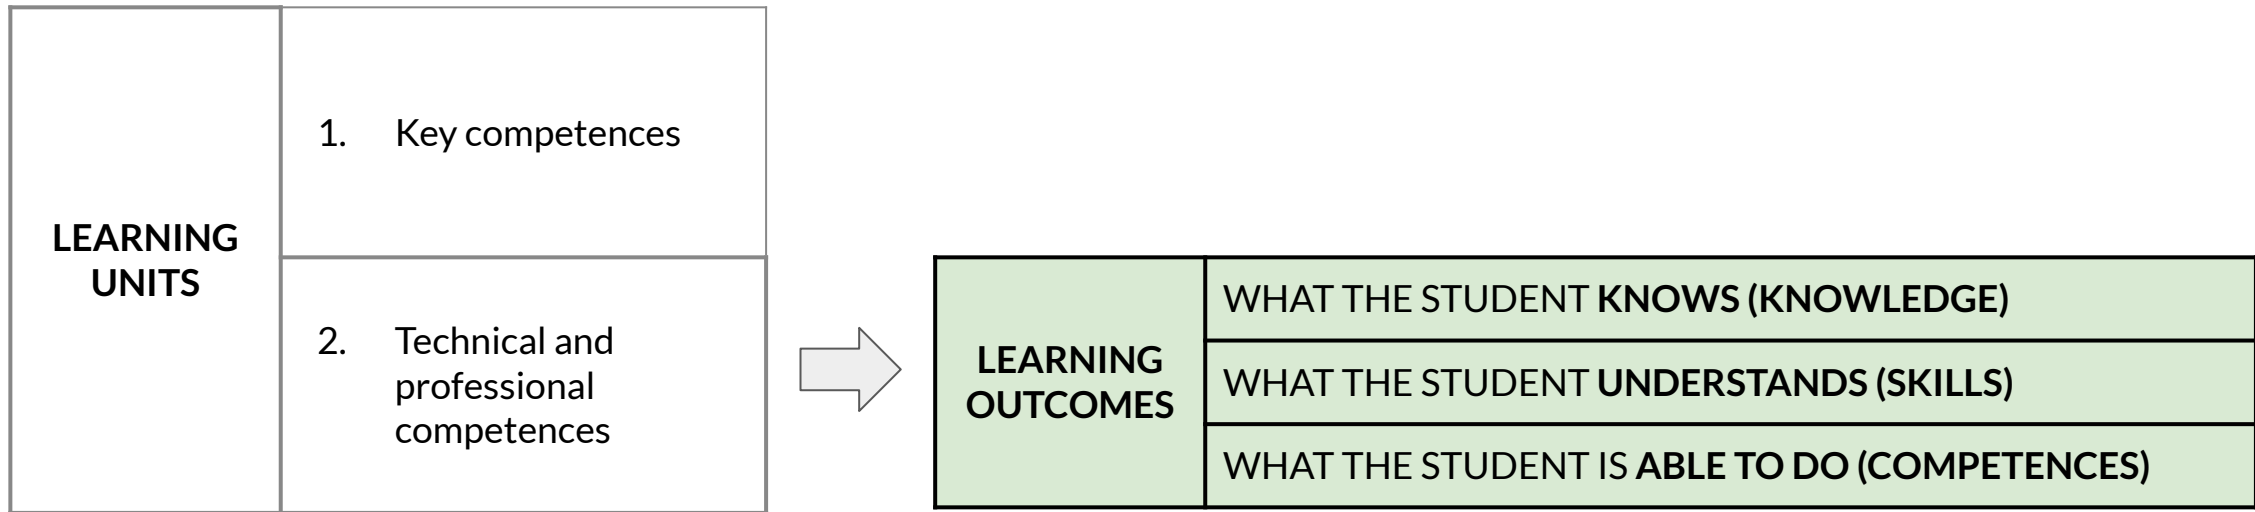 LEARNING
UNITS
1. Key competences
2. Technical and
professional
competences
LEARNING
OUTCOMES
WHAT THE STUDENT KNOWS (KNOWLEDGE)
WHAT THE STUDENT UNDERSTANDS (SKILLS)
WHAT THE STUDENT IS ABLE TO DO (COMPETENCES)